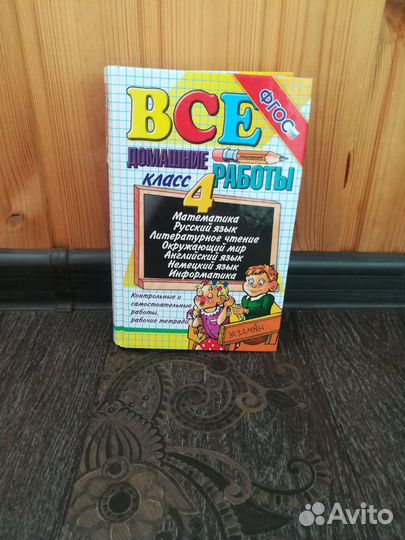 ВСЕ
ФГОС
ДОМАШНИЕ
РАБОТЫ
КЛАСС 4
Математика
Русский язык
Литературное чтение
Окружающий мир
Английский язык
Немецкий язык
Информатика
Контрольные и
самостоятельные
работы,
рабочие тетради
ЭКЗАМЕН
Avito